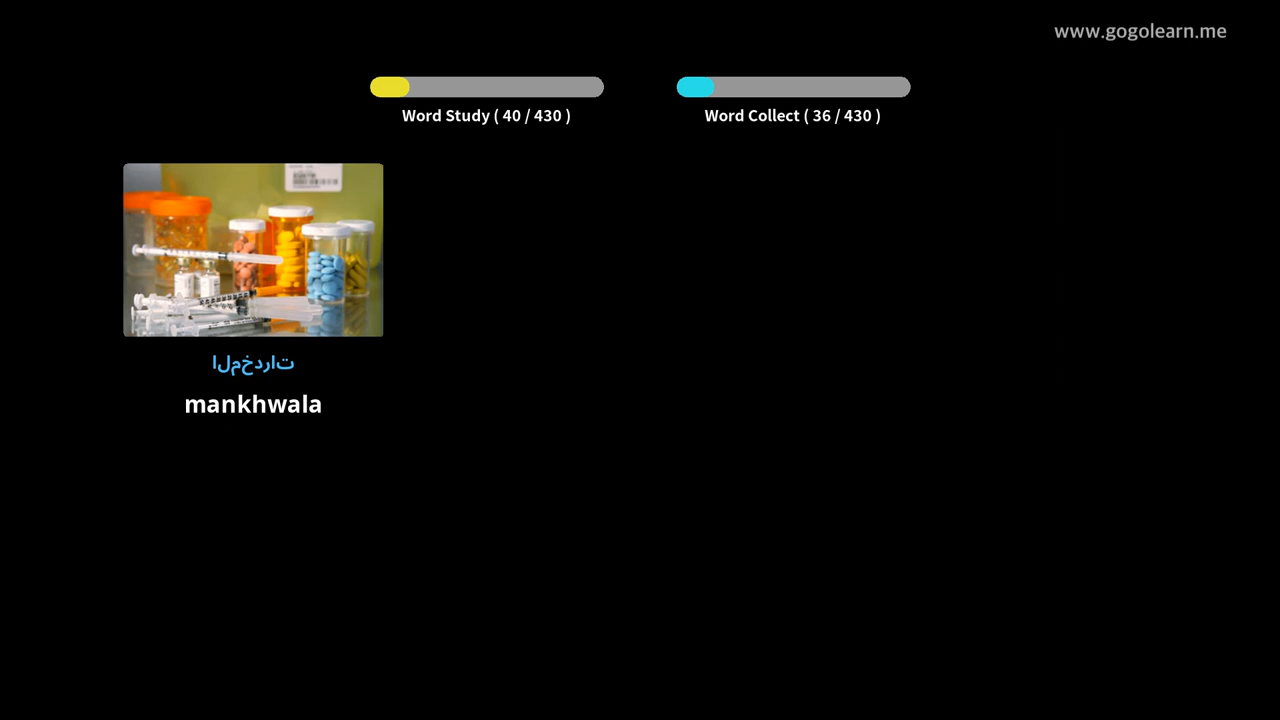 www.gogolearn.me
Word Study ( 40 / 430 )
Word Collect ( 36 / 430 )
المخدرات
mankhwala